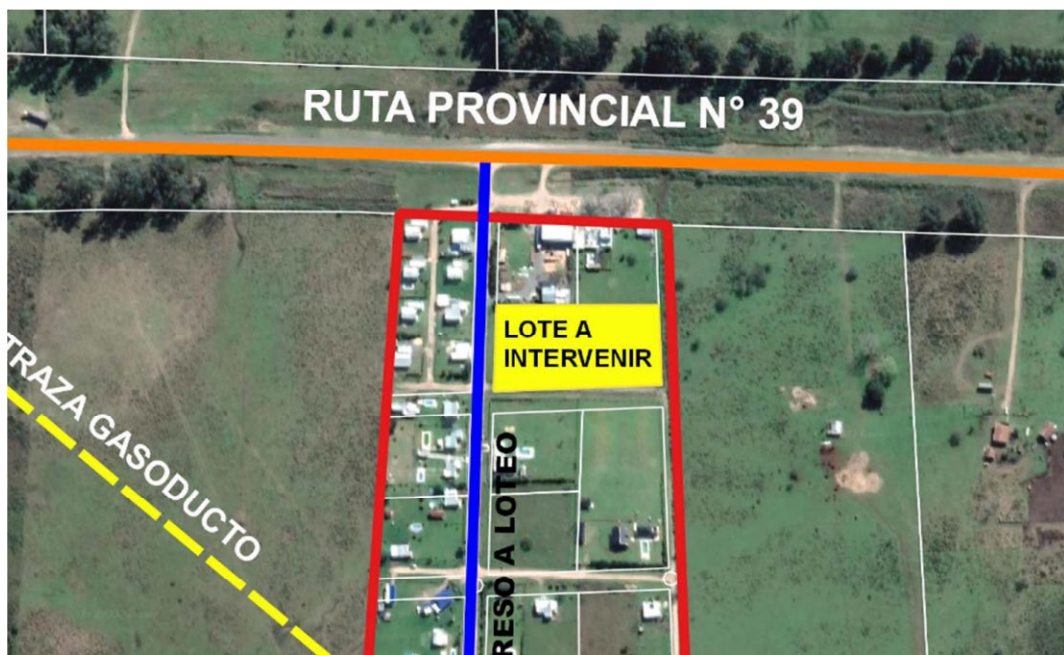 RUTA PROVINCIAL N° 39
LOTE A
INTERVENIR
TRAZA GASODUCTO
RESO A LOTEO